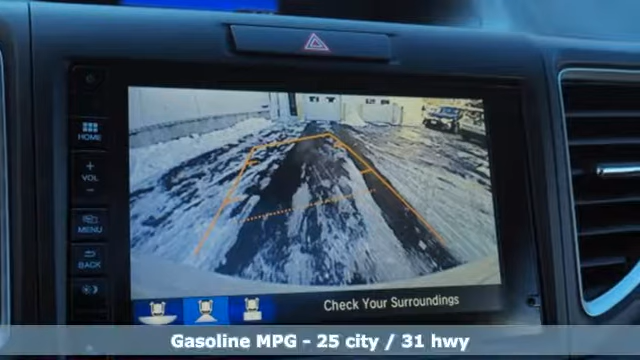 HOME
+
VOL
-
MENU
BACK
Check Your Surroundings
Gasoline MPG - 25 city / 31 hwy